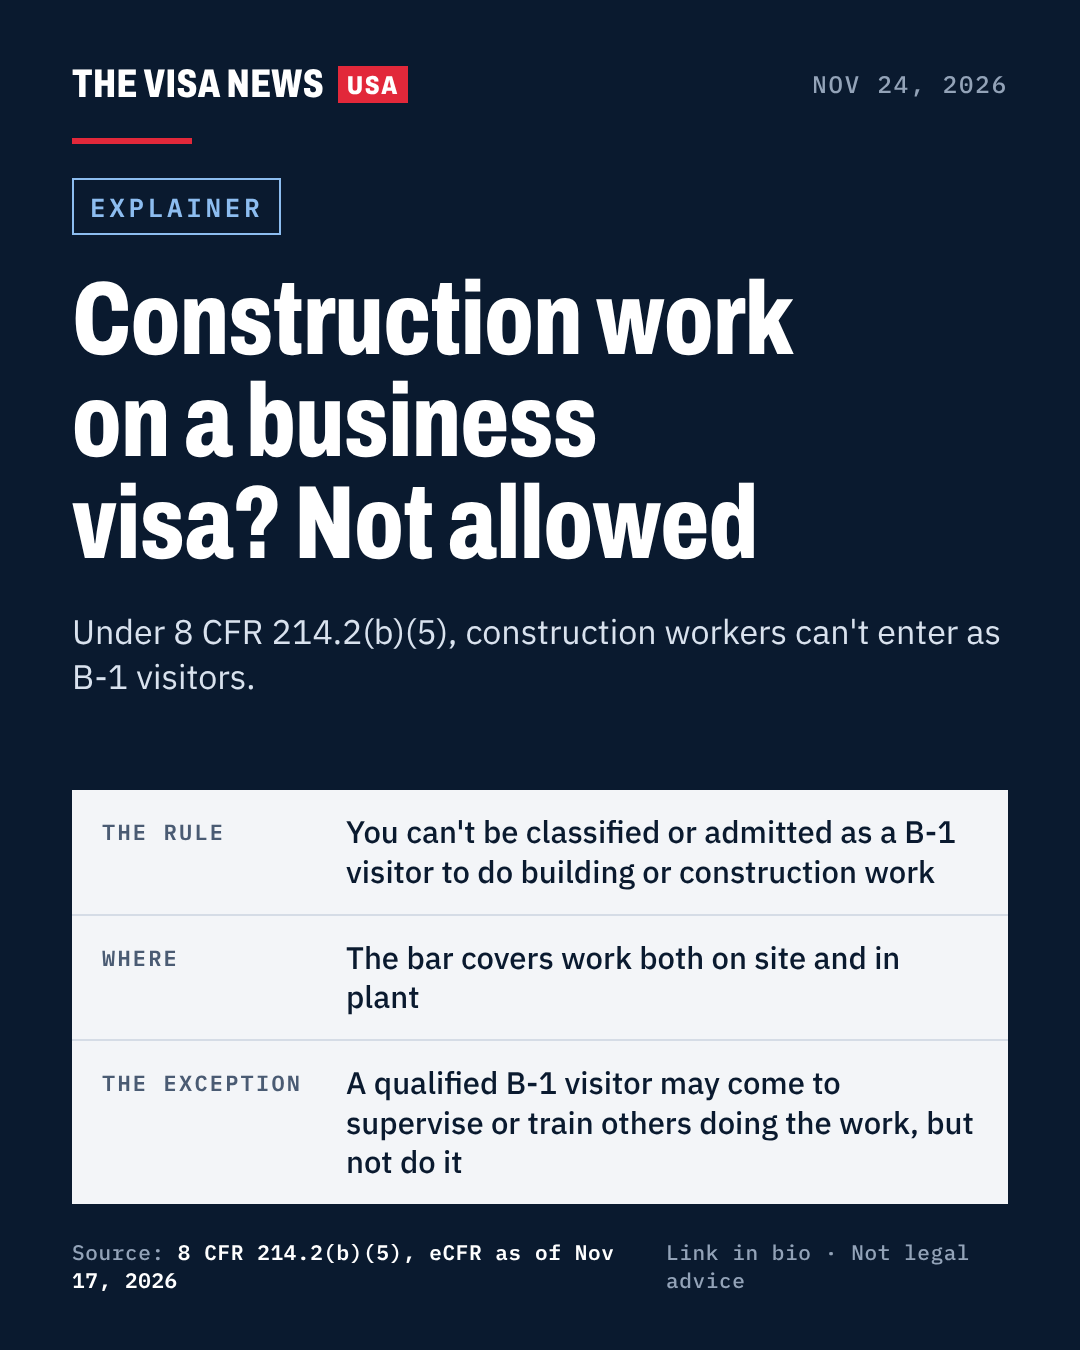 THE VISA NEWS USA
NOV 24, 2026
EXPLAINER
Construction work
on a business
visa? Not allowed
Under 8 CFR 214.2(b)(5), construction workers can't enter as
B-1 visitors.
THE RULE
You can't be classified or admitted as a B-1
visitor to do building or construction work
WHERE
The bar covers work both on site and in
plant
THE EXCEPTION
A qualified B-1 visitor may come to
supervise or train others doing the work, but
not do it
Source: 8 CFR 214.2(b)(5), eCFR as of Nov
17, 2026
Link in bio · Not legal
advice